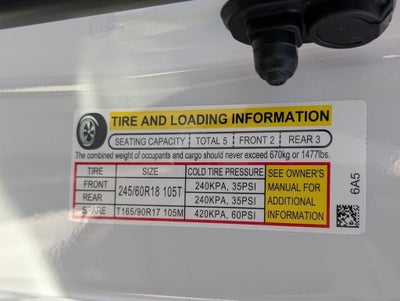 TIRE AND LOADING INFORMATION
SEATING CAPACITY TOTAL 5 FRONT 2 REAR 3
The combined weight of occupants and cargo should never exceed 670kg or 1477lbs.
TIRE SIZE COLD TIRE PRESSURE
FRONT 245/60R18 105T 240KPA, 35PSI
REAR 240KPA, 35PSI
SPARE T165/90R17 105M 420KPA, 60PSI
SEE OWNER'S
MANUAL FOR
ADDITIONAL
INFORMATION
6A5